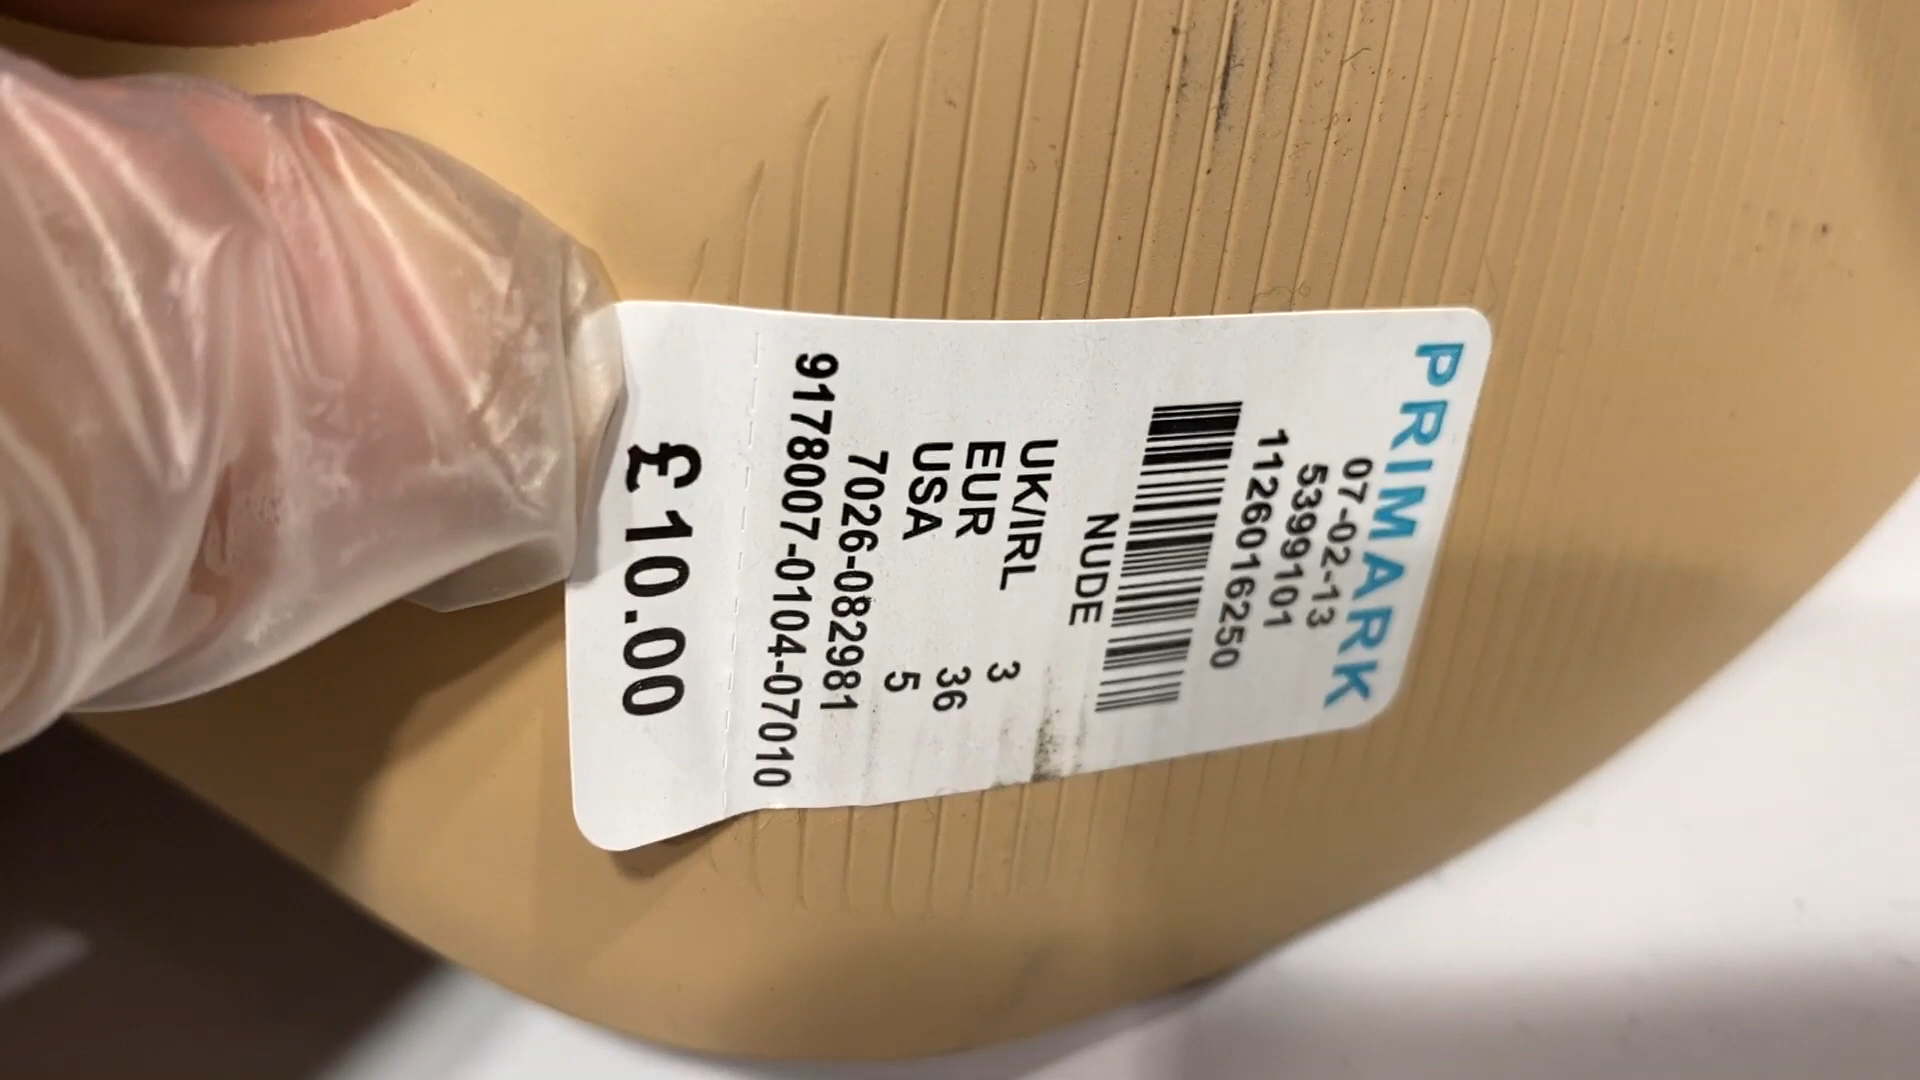 PRIMARK
07-02-13
5399101
1126016250
NUDE
UK/IRL 3
EUR 36
USA 5
7026-082981
9178007-0104-07010
£10.00